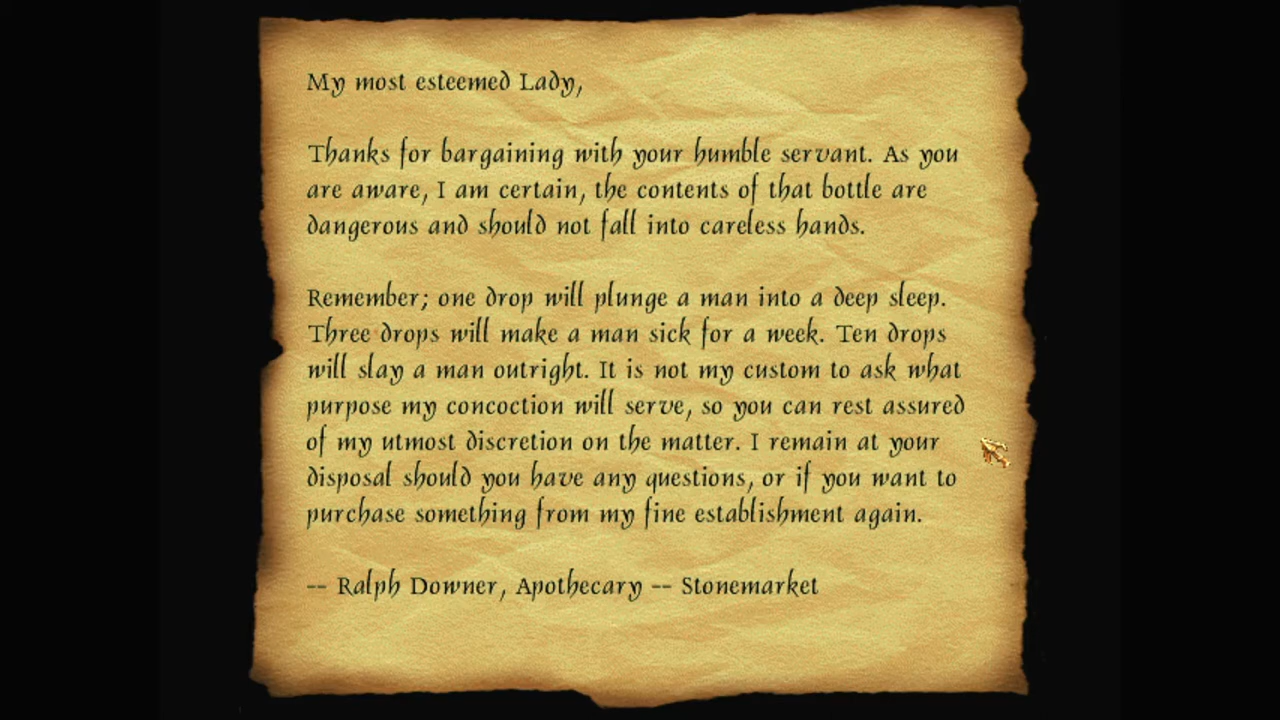 My most esteemed Lady,
Thanks for bargaining with your humble servant. As you
are aware, I am certain, the contents of that bottle are
dangerous and should not fall into careless hands.
Remember; one drop will plunge a man into a deep sleep.
Three drops will make a man sick for a week. Ten drops
will slay a man outright. It is not my custom to ask what
purpose my concoction will serve, so you can rest assured
of my utmost discretion on the matter. I remain at your
disposal should you have any questions, or if you want to
purchase something from my fine establishment again.
-- Ralph Downer, Apothecary -- Stonemarket